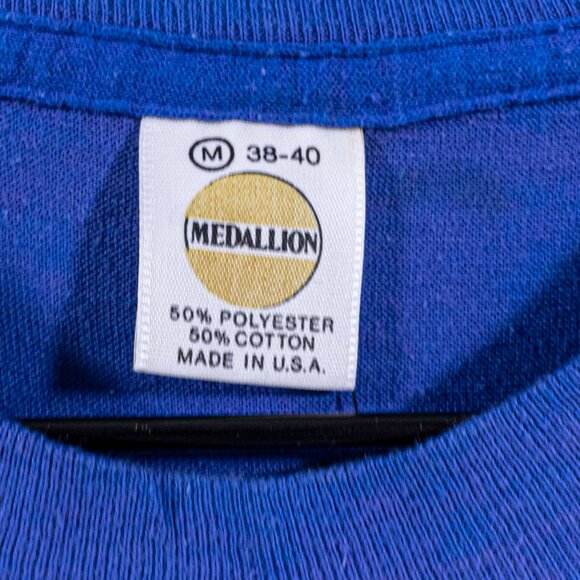 M 38-40
MEDALLION
50% POLYESTER
50% COTTON
MADE IN U.S.A.